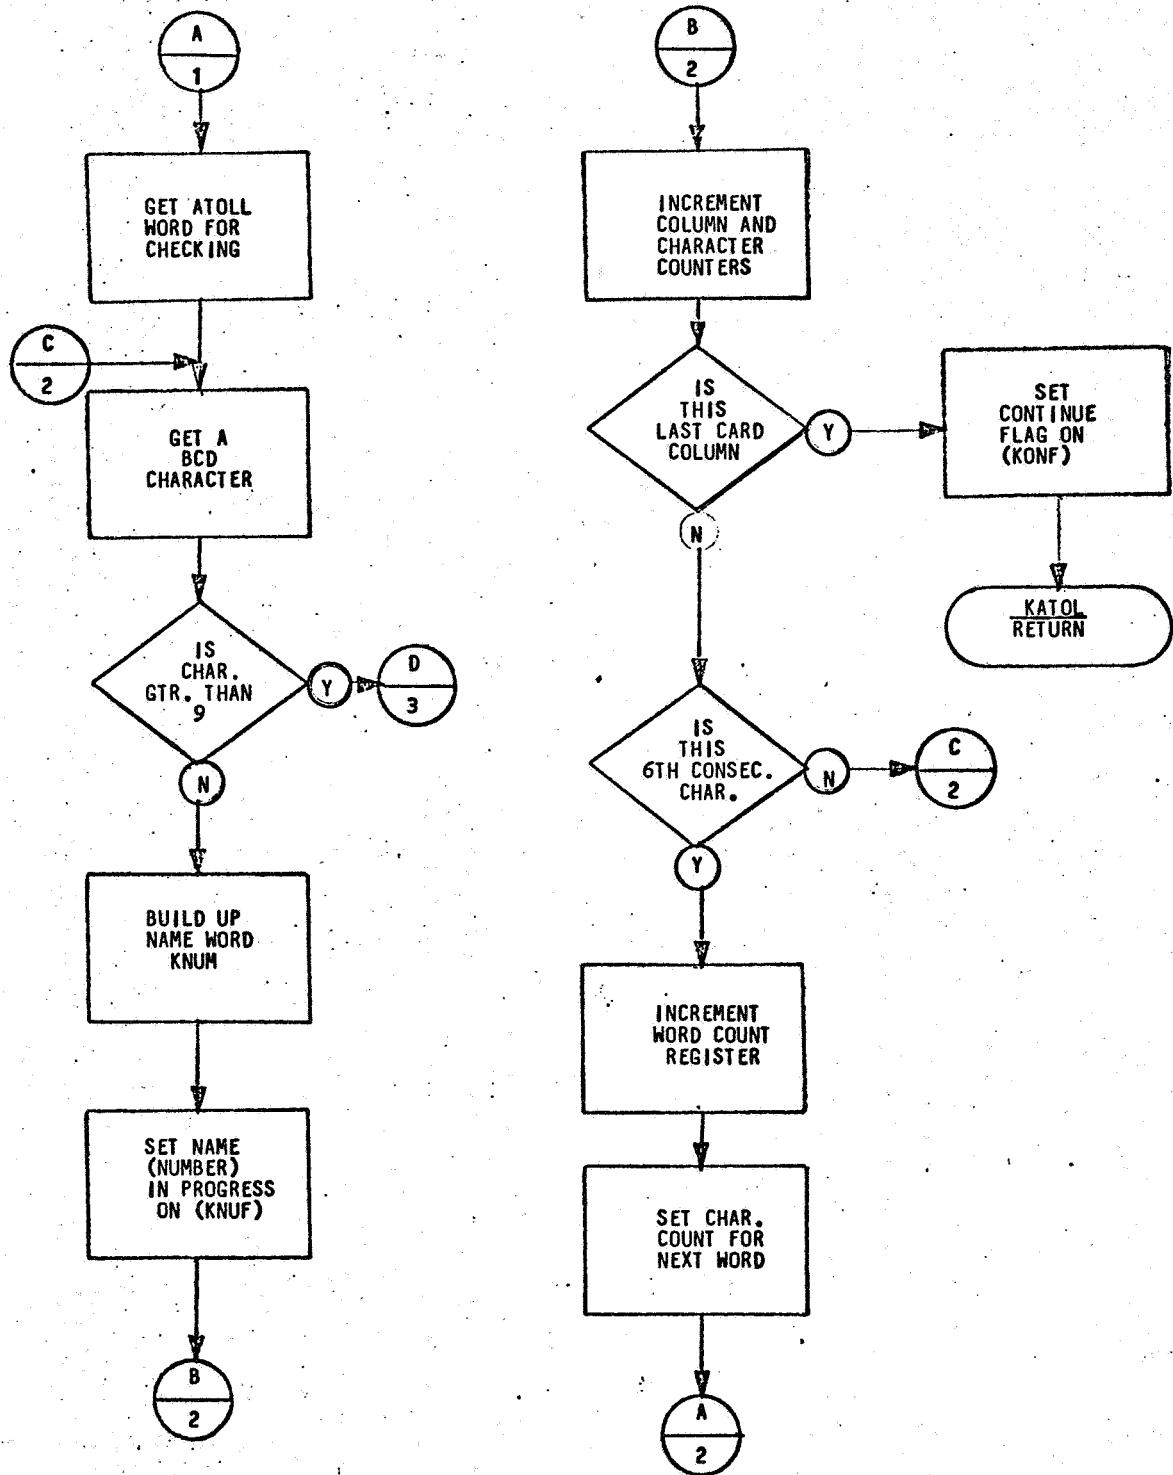 A
1
GET ATOLL
WORD FOR
CHECKING
C
2
GET A
BCD
CHARACTER
IS
CHAR.
GTR. THAN
9
Y
D
3
N
BUILD UP
NAME WORD
KNUM
SET NAME
(NUMBER)
IN PROGRESS
ON (KNUF)
B
2
B
2
INCREMENT
COLUMN AND
CHARACTER
COUNTERS
IS
THIS
LAST CARD
COLUMN
Y
SET
CONTINUE
FLAG ON
(KONF)
KATOL
RETURN
N
IS
THIS
6TH CONSEC.
CHAR.
N
C
2
Y
INCREMENT
WORD COUNT
REGISTER
SET CHAR.
COUNT FOR
NEXT WORD
A
2